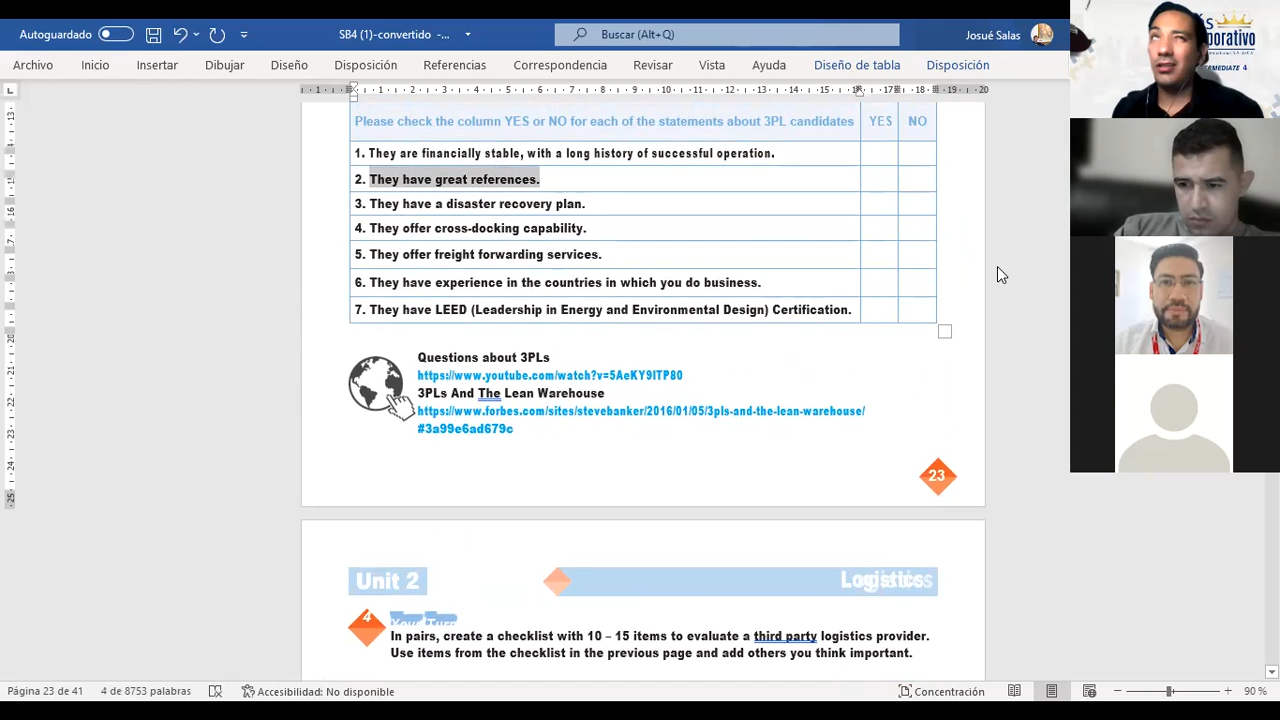 Autoguardado
SB4 (1)-convertido -...
Buscar (Alt+Q)
Josué Salas
Archivo
Inicio
Insertar
Dibujar
Diseño
Disposición
Referencias
Correspondencia
Revisar
Vista
Ayuda
Diseño de tabla
Disposición
Please check the column YES or NO for each of the statements about 3PL candidates YES NO
1. They are financially stable, with a long history of successful operation.
2. They have great references.
3. They have a disaster recovery plan.
4. They offer cross-docking capability.
5. They offer freight forwarding services.
6. They have experience in the countries in which you do business.
7. They have LEED (Leadership in Energy and Environmental Design) Certification.
Questions about 3PLs
https://www.youtube.com/watch?v=5AeKY9ITP80
3PLs And The Lean Warehouse
https://www.forbes.com/sites/stevebanker/2016/01/05/3pls-and-the-lean-warehouse/
#3a99e6ad679c
23
Unit 2
Logistics
4
Your Turn
In pairs, create a checklist with 10 – 15 items to evaluate a third party logistics provider.
Use items from the checklist in the previous page and add others you think important.
Página 23 de 41
4 de 8753 palabras
Accesibilidad: No disponible
Concentración
90 %